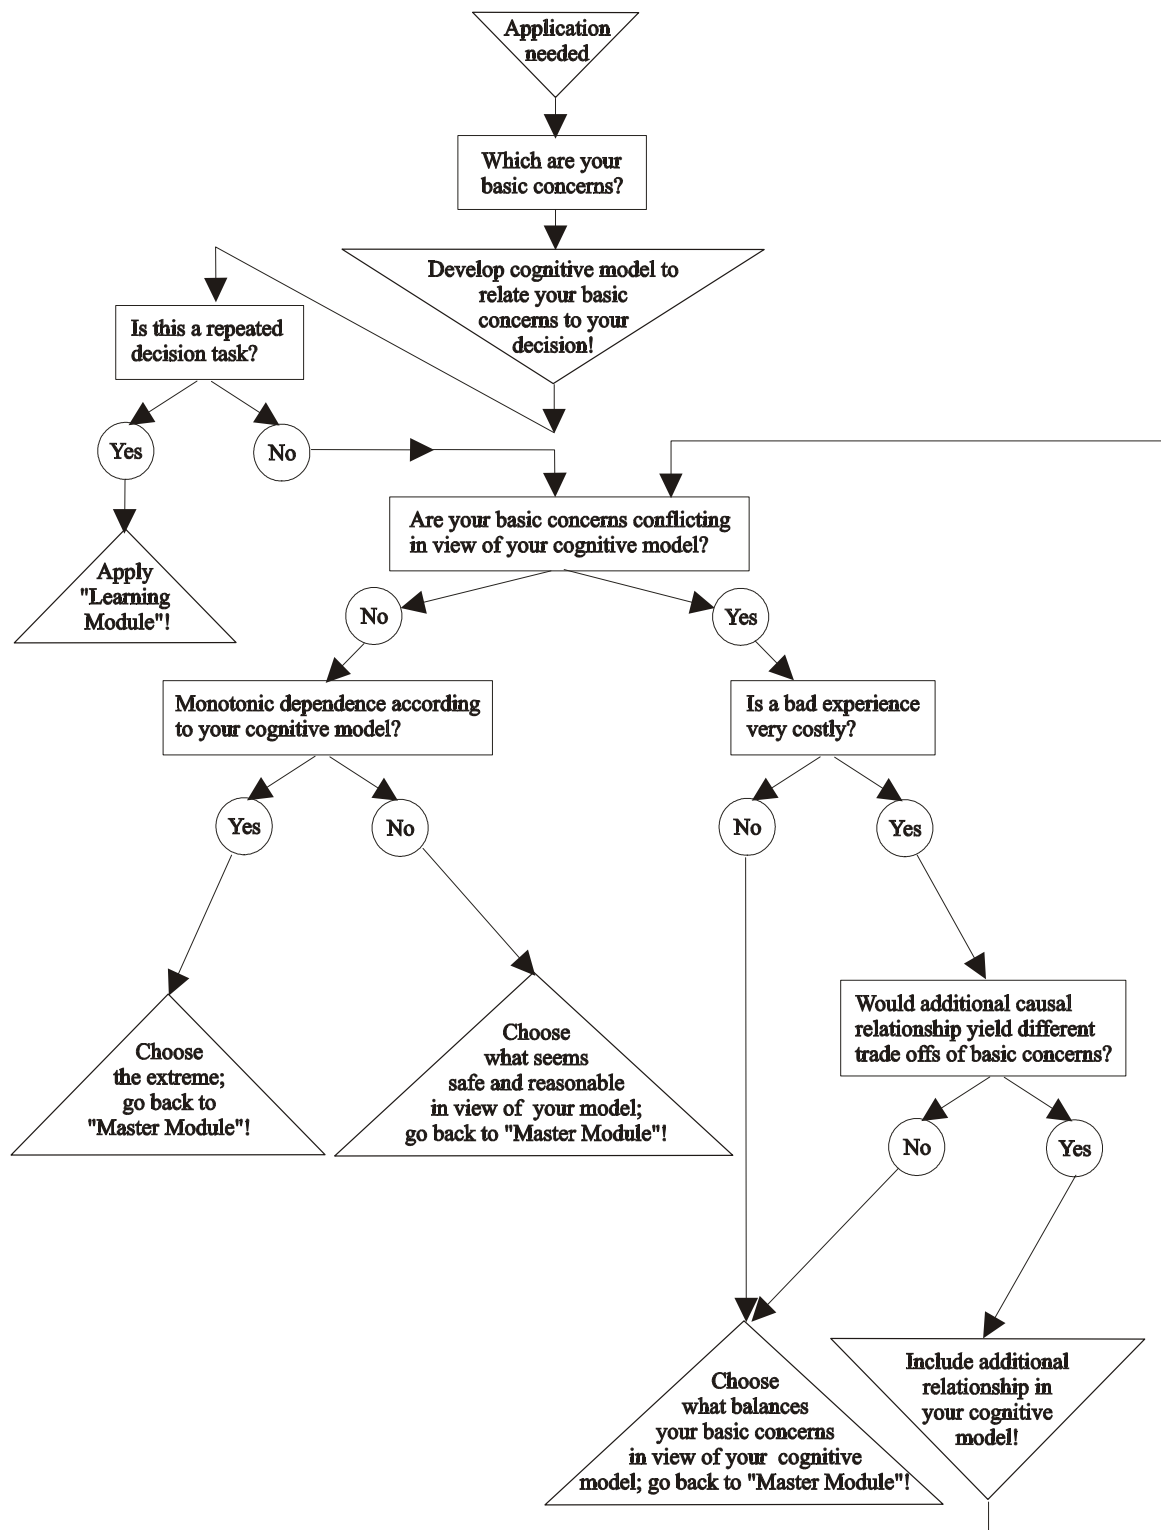 Application
needed
Which are your
basic concerns?
Develop cognitive model to
relate your basic
concerns to your
decision!
Is this a repeated
decision task?
Yes
No
Apply
"Learning
Module"!
Are your basic concerns conflicting
in view of your cognitive model?
No
Yes
Monotonic dependence according
to your cognitive model?
Is a bad experience
very costly?
Yes
No
No
Yes
Choose
the extreme;
go back to
"Master Module"!
Choose
what seems
safe and reasonable
in view of your model;
go back to "Master Module"!
Would additional causal
relationship yield different
trade offs of basic concerns?
No
Yes
Choose
what balances
your basic concerns
in view of your cognitive
model; go back to "Master Module"!
Include additional
relationship in
your cognitive
model!